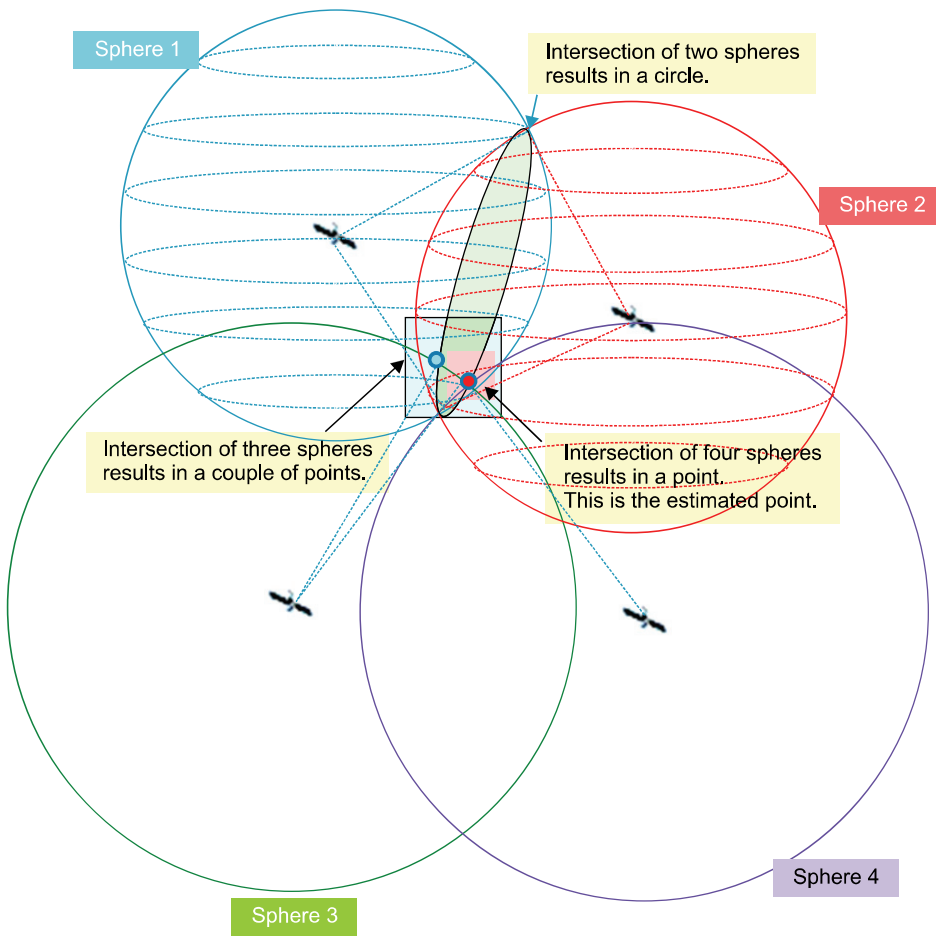 Sphere 1
Intersection of two spheres
results in a circle.
Sphere 2
Intersection of three spheres
results in a couple of points.
Intersection of four spheres
results in a point.
This is the estimated point.
Sphere 4
Sphere 3